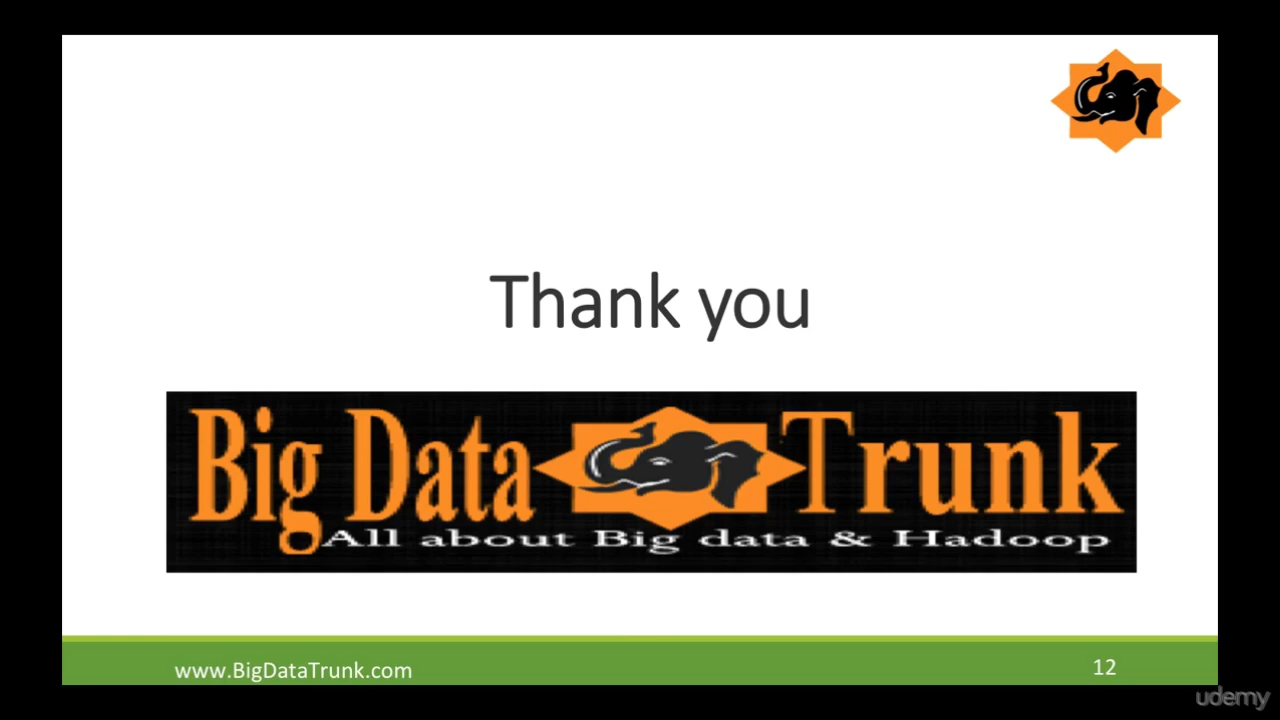 Thank you
Big Data Trunk
All about Big data & Hadoop
www.BigDataTrunk.com
12
udemy